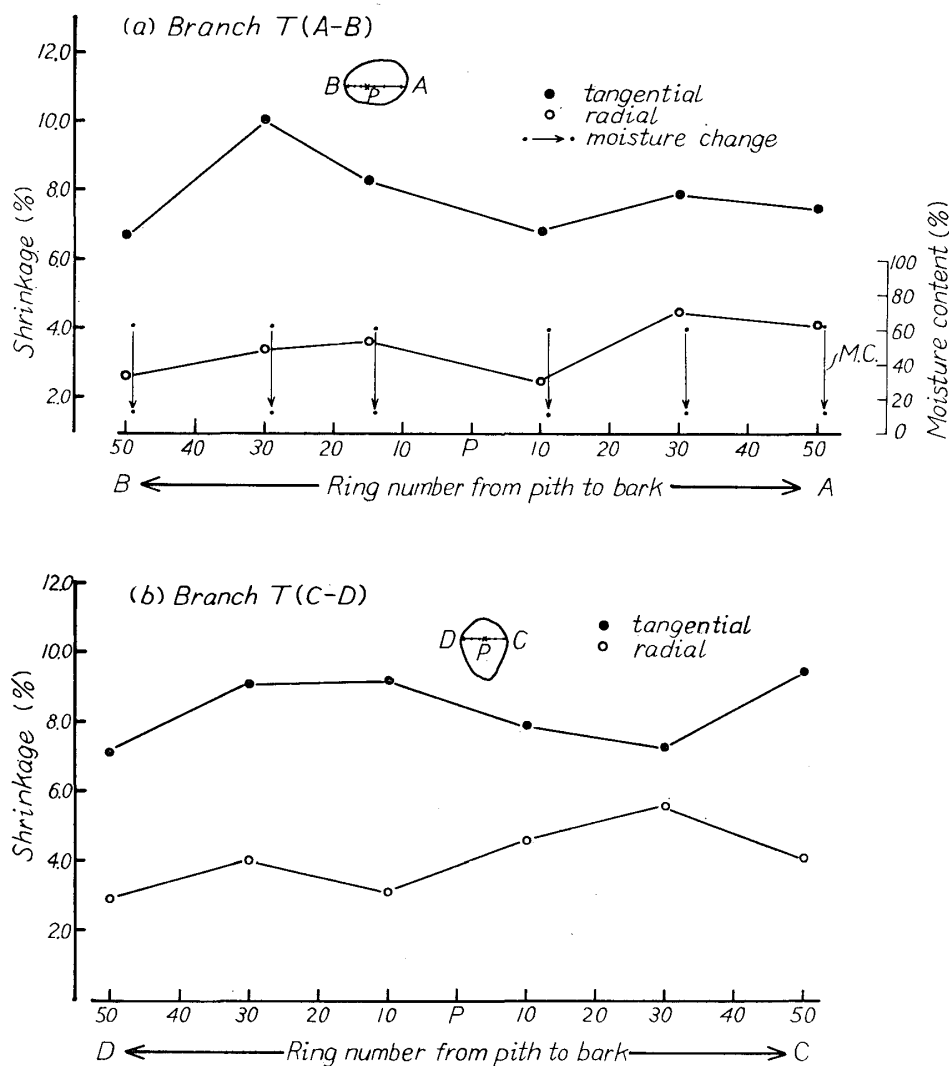 (a) Branch T(A-B)
12.0
10.0
8.0
6.0
4.0
2.0
Shrinkage (%)
B P A
tangential
radial
moisture change
100
80
60
40
20
0
Moisture content (%)
M.C.
50 40 30 20 10 P 10 20 30 40 50
B Ring number from pith to bark A
(b) Branch T(C-D)
12.0
10.0
8.0
6.0
4.0
2.0
Shrinkage (%)
D P C
tangential
radial
50 40 30 20 10 P 10 20 30 40 50
D Ring number from pith to bark C